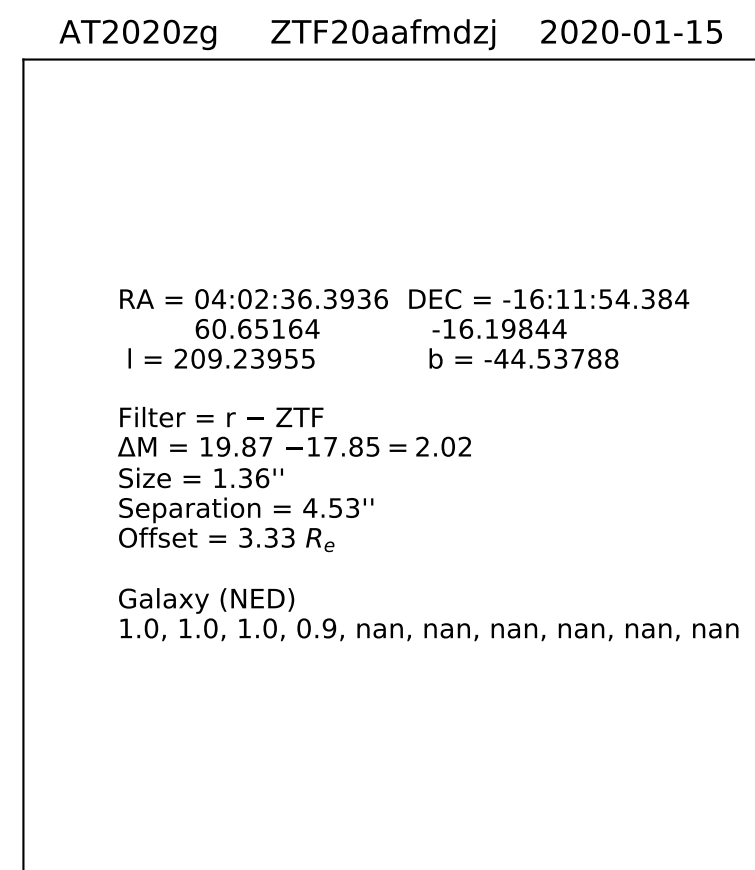 AT2020zg ZTF20aafmdzj 2020-01-15
RA = 04:02:36.3936 DEC = -16:11:54.384
60.65164 -16.19844
l = 209.23955 b = -44.53788
Filter = r − ZTF
ΔM = 19.87 −17.85 = 2.02
Size = 1.36''
Separation = 4.53''
Offset = 3.33 Re
Galaxy (NED)
1.0, 1.0, 1.0, 0.9, nan, nan, nan, nan, nan, nan